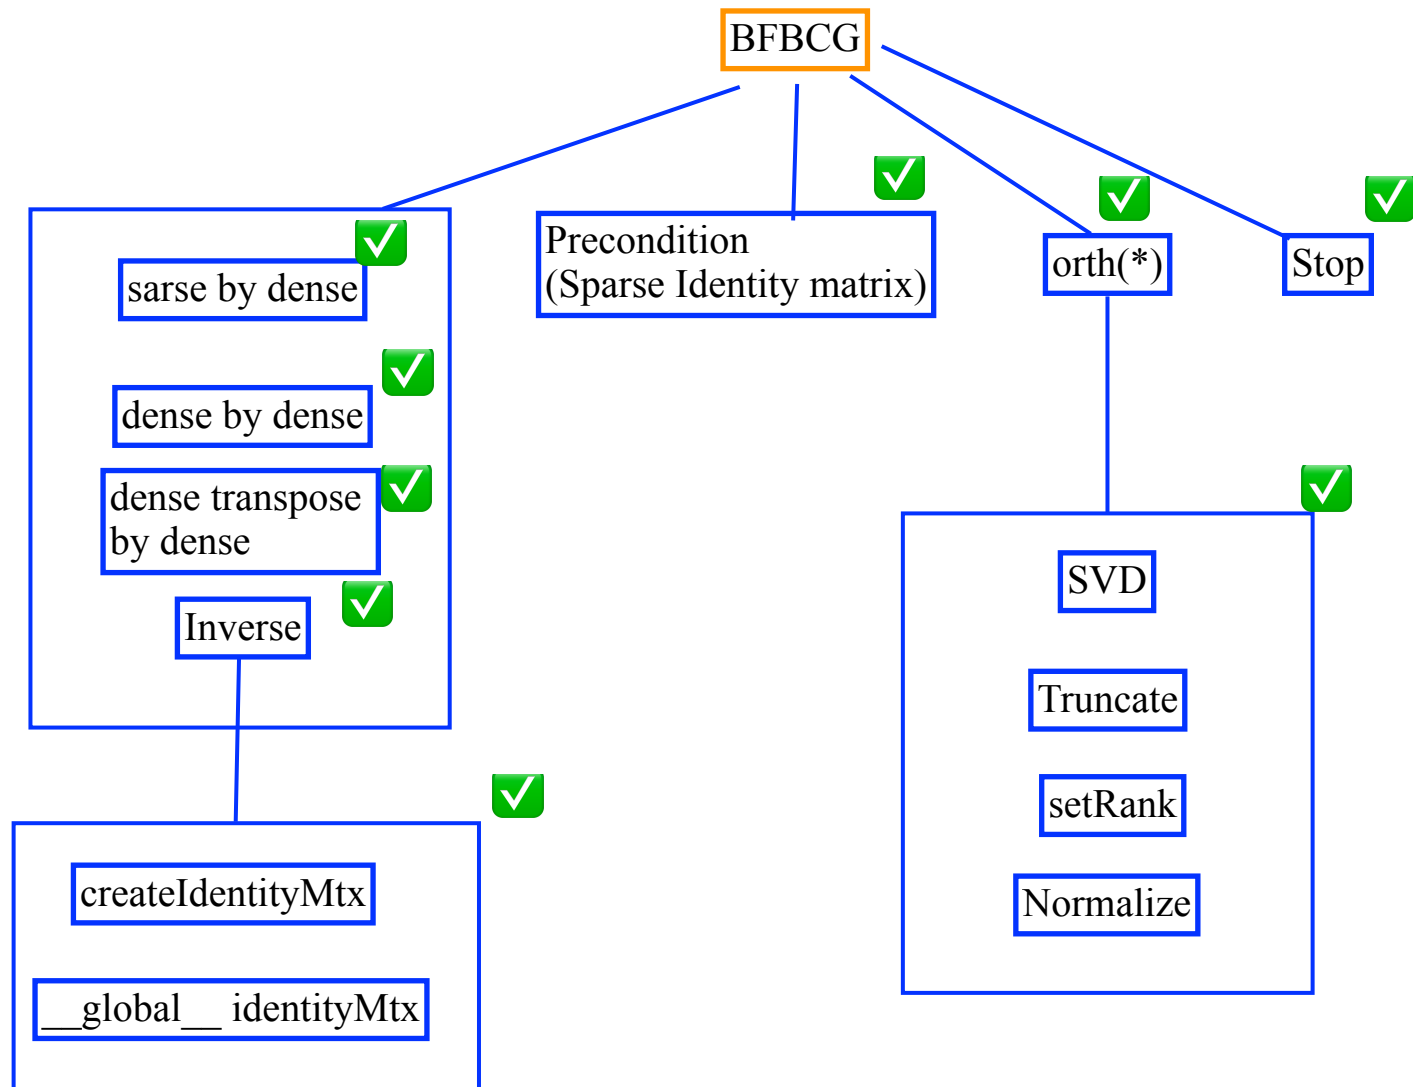 BFBCG
sarse by dense
dense by dense
dense transpose
by dense
Inverse
createIdentityMtx
__global__ identityMtx
Precondition
(Sparse Identity matrix)
orth(*)
SVD
Truncate
setRank
Normalize
Stop